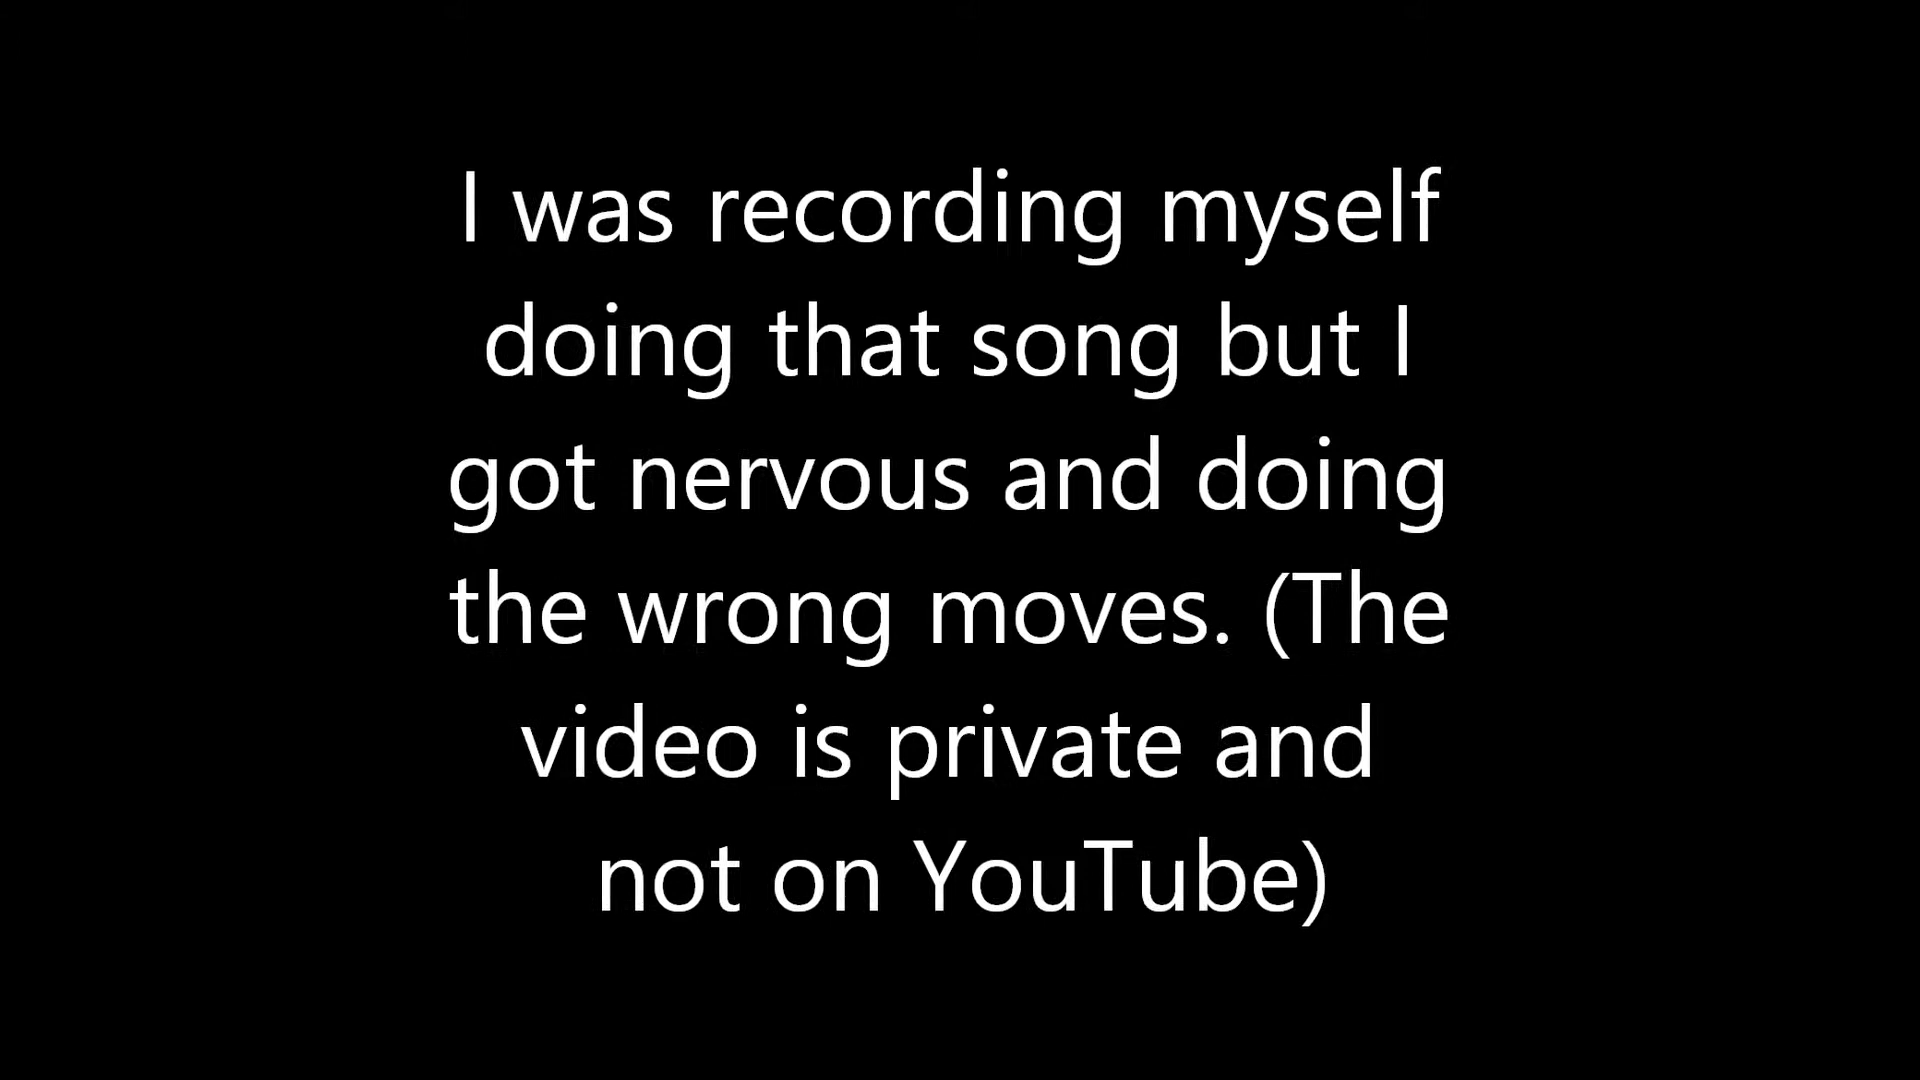 I was recording myself
doing that song but I
got nervous and doing
the wrong moves. (The
video is private and
not on YouTube)